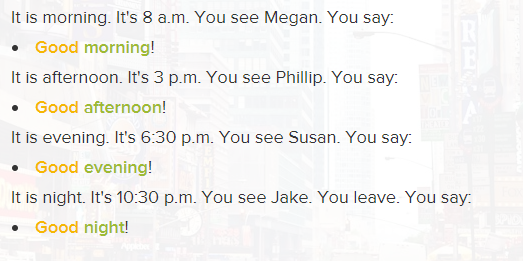 It is morning. It's 8 a.m. You see Megan. You say:
• Good morning!
It is afternoon. It's 3 p.m. You see Phillip. You say:
• Good afternoon!
It is evening. It's 6:30 p.m. You see Susan. You say:
• Good evening!
It is night. It's 10:30 p.m. You see Jake. You leave. You say:
• Good night!